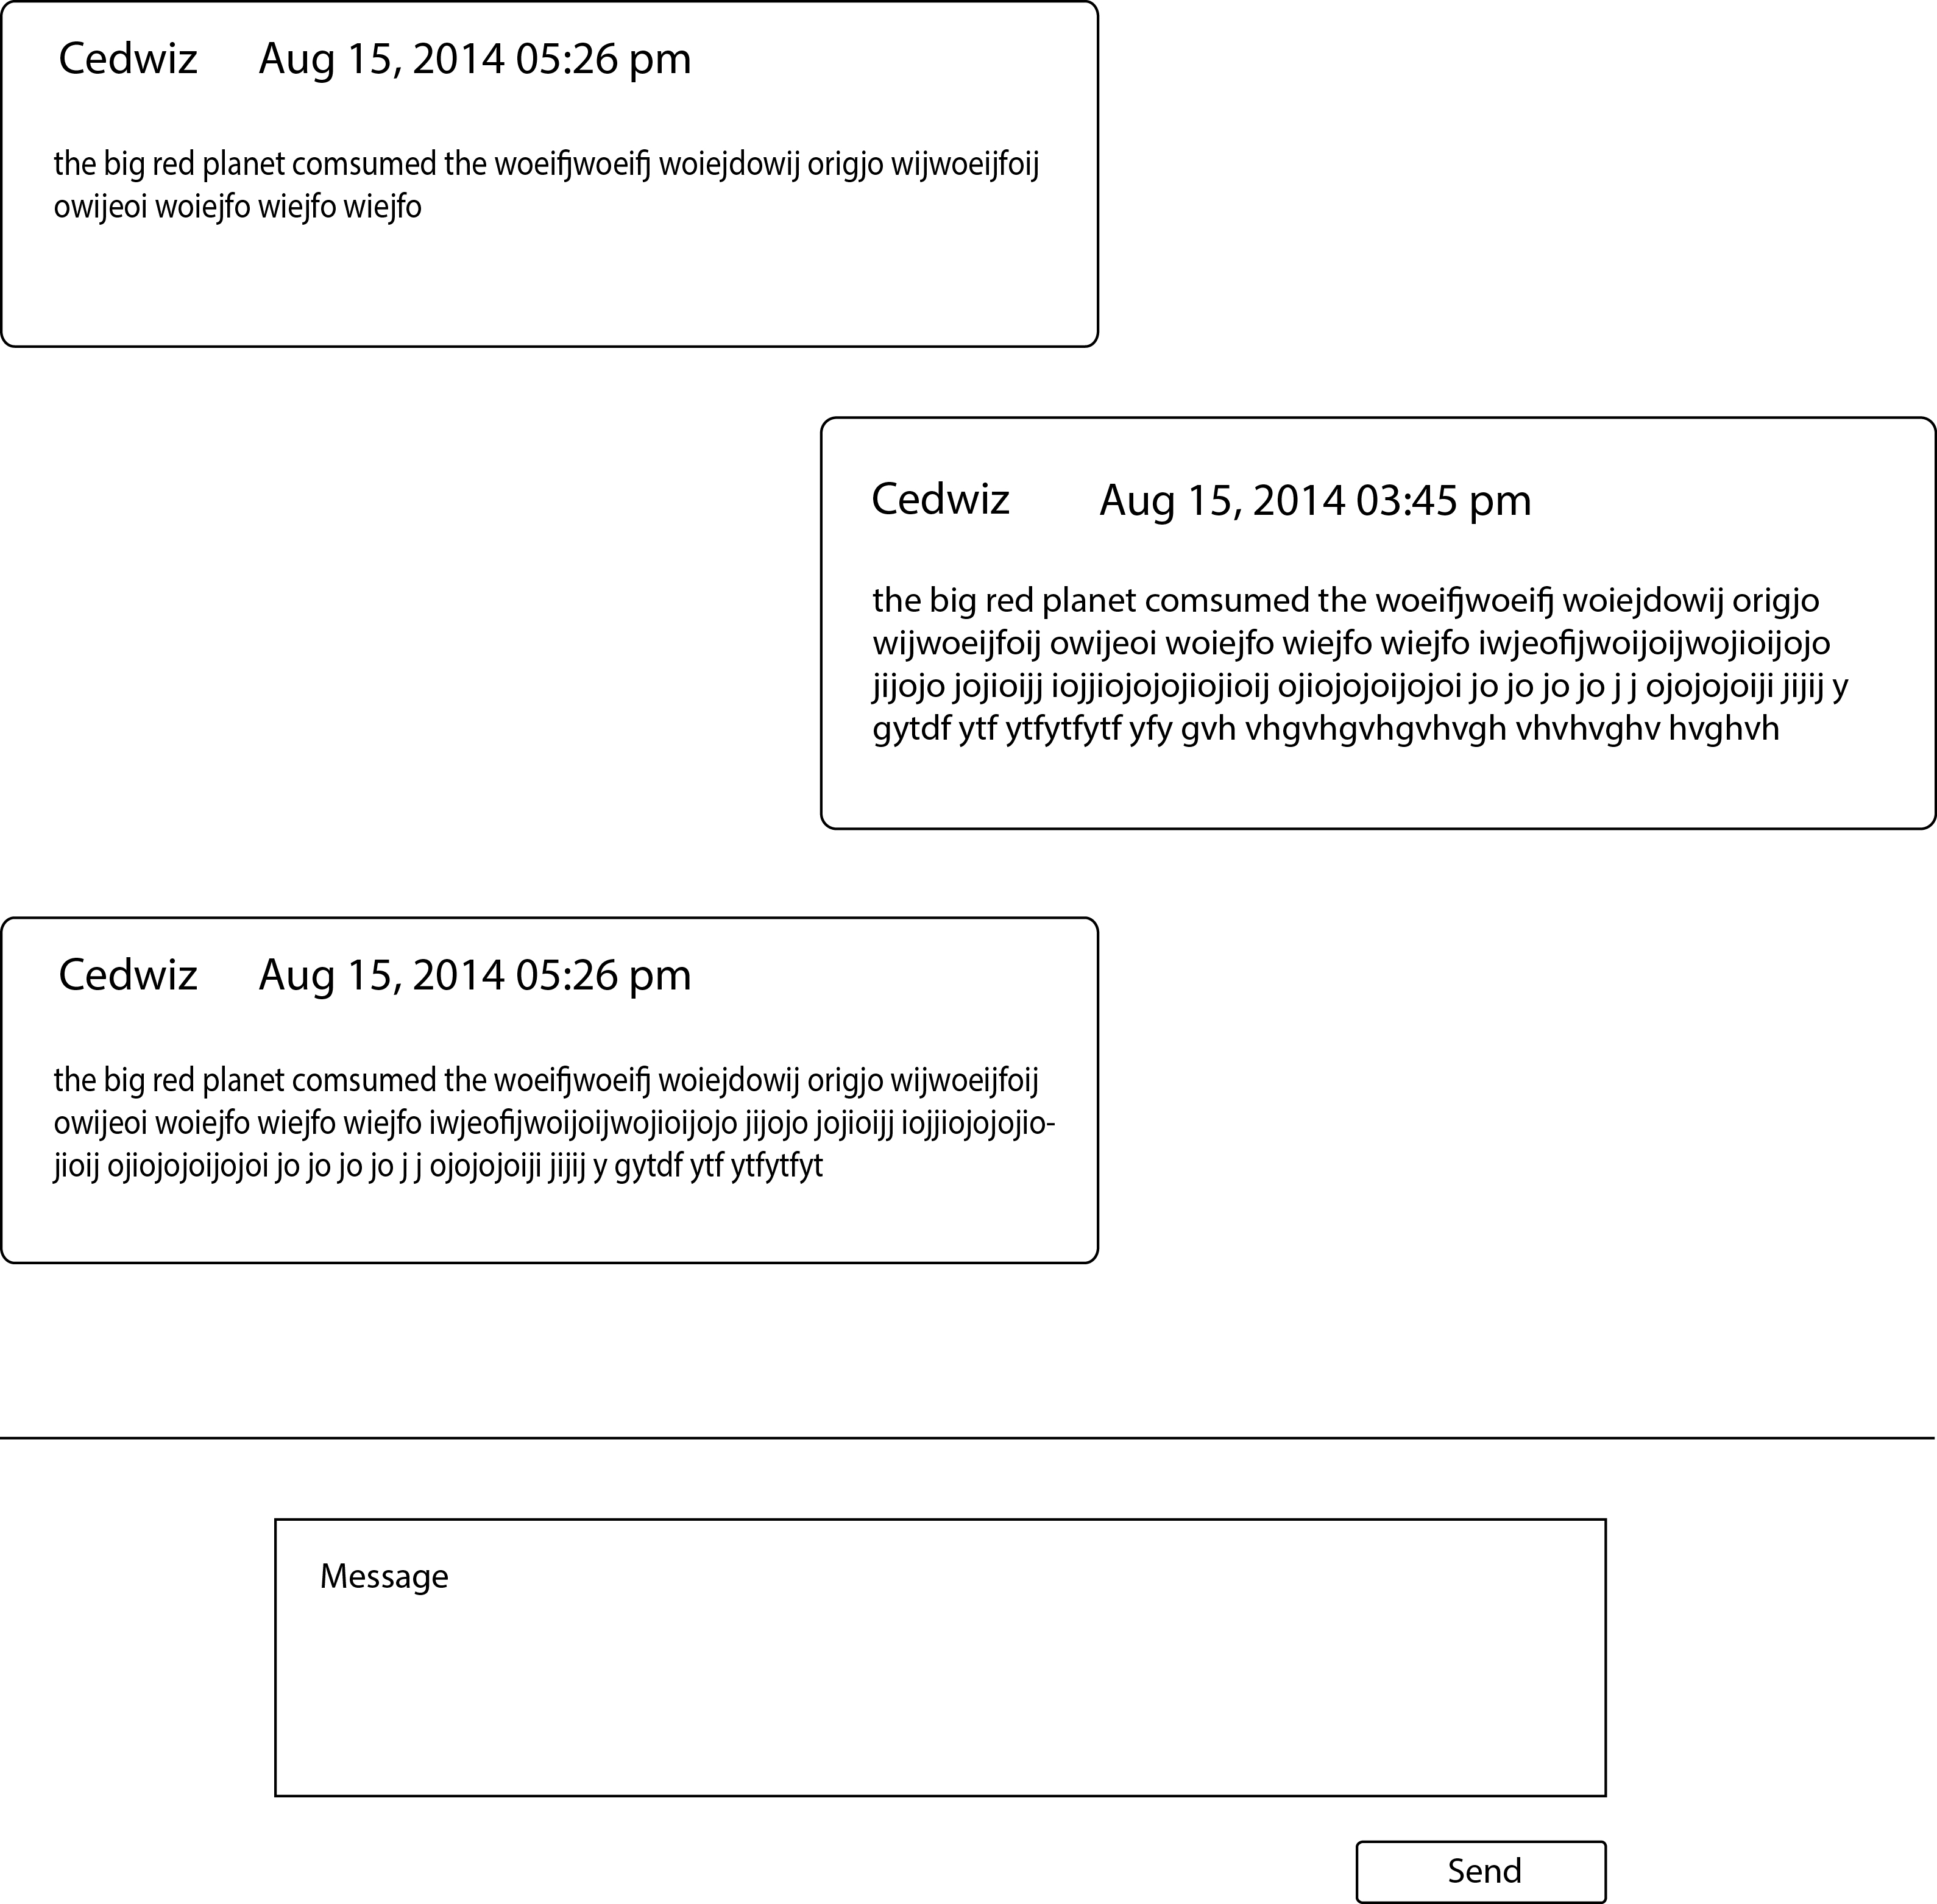 Cedwiz Aug 15, 2014 05:26 pm
the big red planet comsumed the woeifjwoeifj woiejdowij origjo wijwoeijfoij
owijeoi woiejfo wiejfo wiejfo
Cedwiz Aug 15, 2014 03:45 pm
the big red planet comsumed the woeifjwoeifj woiejdowij origjo
wijwoeijfoij owijeoi woiejfo wiejfo wiejfo iwjeofijwoijoijwojioijojo
jijojo jojioijj iojjiojojojiojioij ojiojojoijojoi jo jo jo jo j j ojojojoiji jijij y
gytdf ytf ytfytfytf yfy gvh vhgvhgvhgvhvgh vhvhvghv hvghvh
Cedwiz Aug 15, 2014 05:26 pm
the big red planet comsumed the woeifjwoeifj woiejdowij origjo wijwoeijfoij
owijeoi woiejfo wiejfo wiejfo iwjeofijwoijoijwojioijojo jijojo jojioijj iojjiojojojio-
jioij ojiojojoijojoi jo jo jo jo j j ojojojoiji jijij y gytdf ytf ytfytfyt
Message
Send